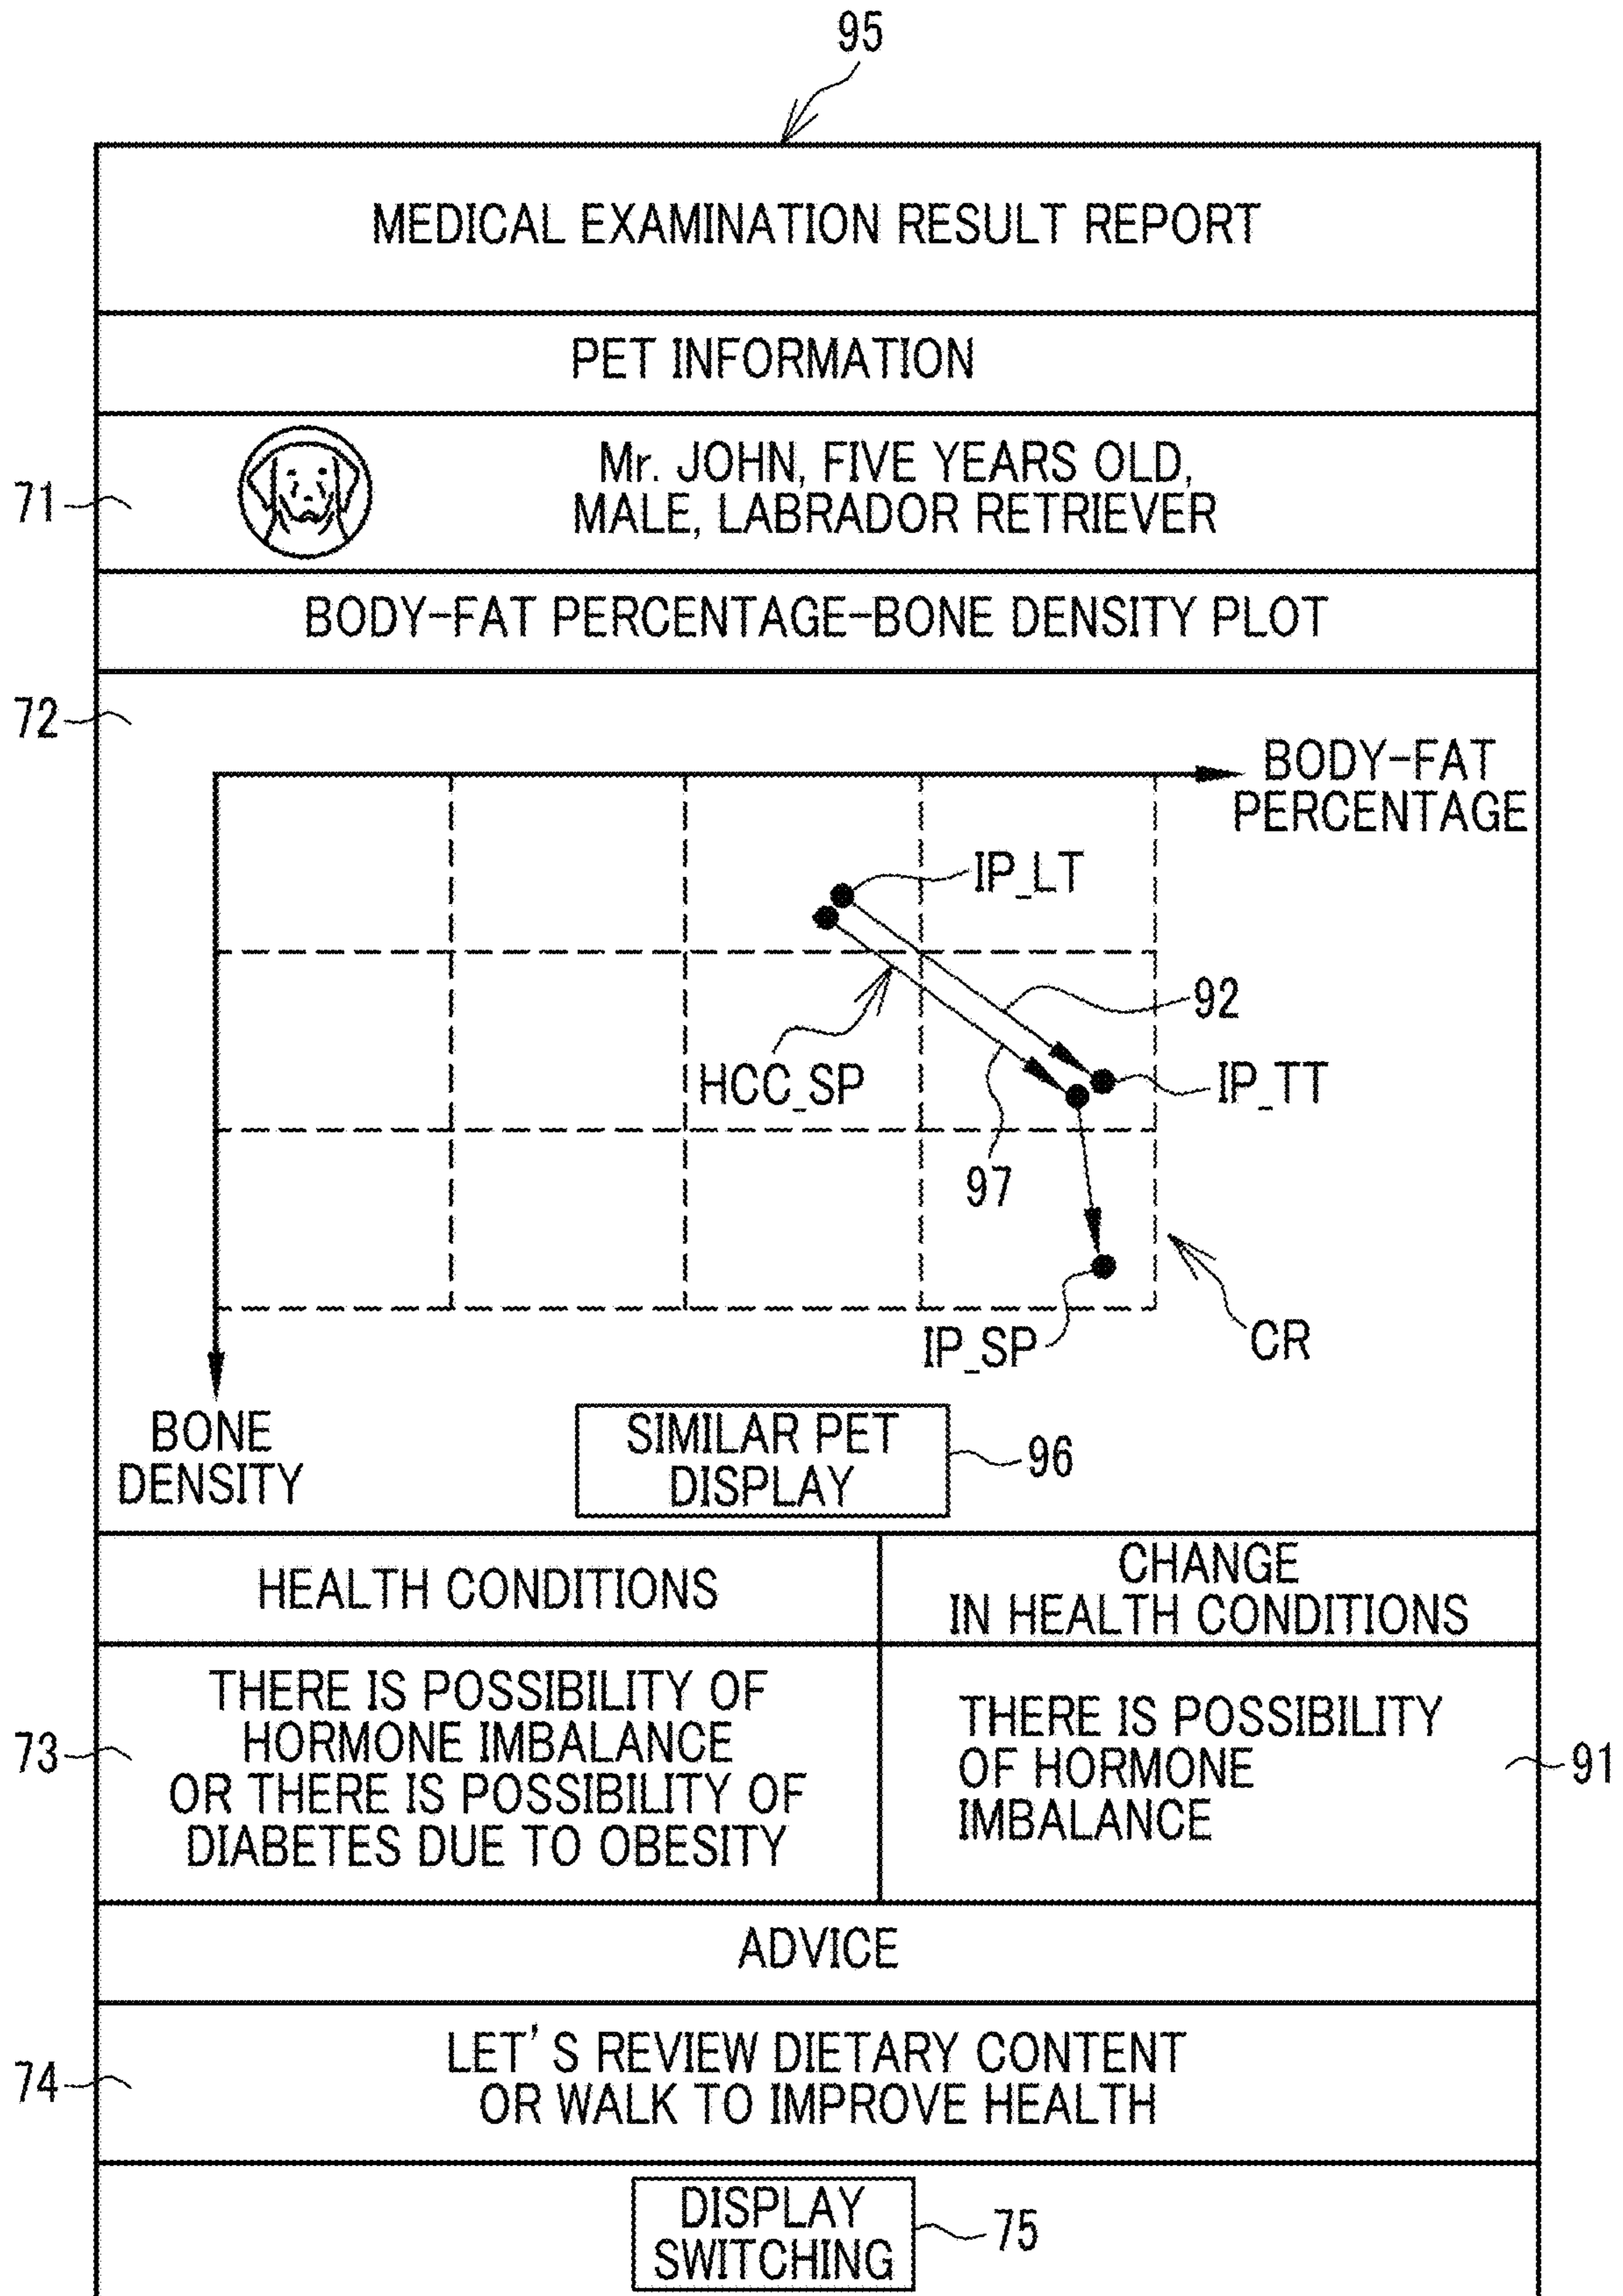 95
MEDICAL EXAMINATION RESULT REPORT
PET INFORMATION
71
Mr. JOHN, FIVE YEARS OLD,
MALE, LABRADOR RETRIEVER
BODY-FAT PERCENTAGE-BONE DENSITY PLOT
72
BODY-FAT
PERCENTAGE
IP_LT
92
HCC_SP
IP_TT
97
IP_SP
CR
BONE
DENSITY
SIMILAR PET
DISPLAY
96
HEALTH CONDITIONS
CHANGE
IN HEALTH CONDITIONS
73
THERE IS POSSIBILITY OF
HORMONE IMBALANCE
OR THERE IS POSSIBILITY OF
DIABETES DUE TO OBESITY
THERE IS POSSIBILITY
OF HORMONE
IMBALANCE
91
ADVICE
74
LET'S REVIEW DIETARY CONTENT
OR WALK TO IMPROVE HEALTH
DISPLAY
SWITCHING
75